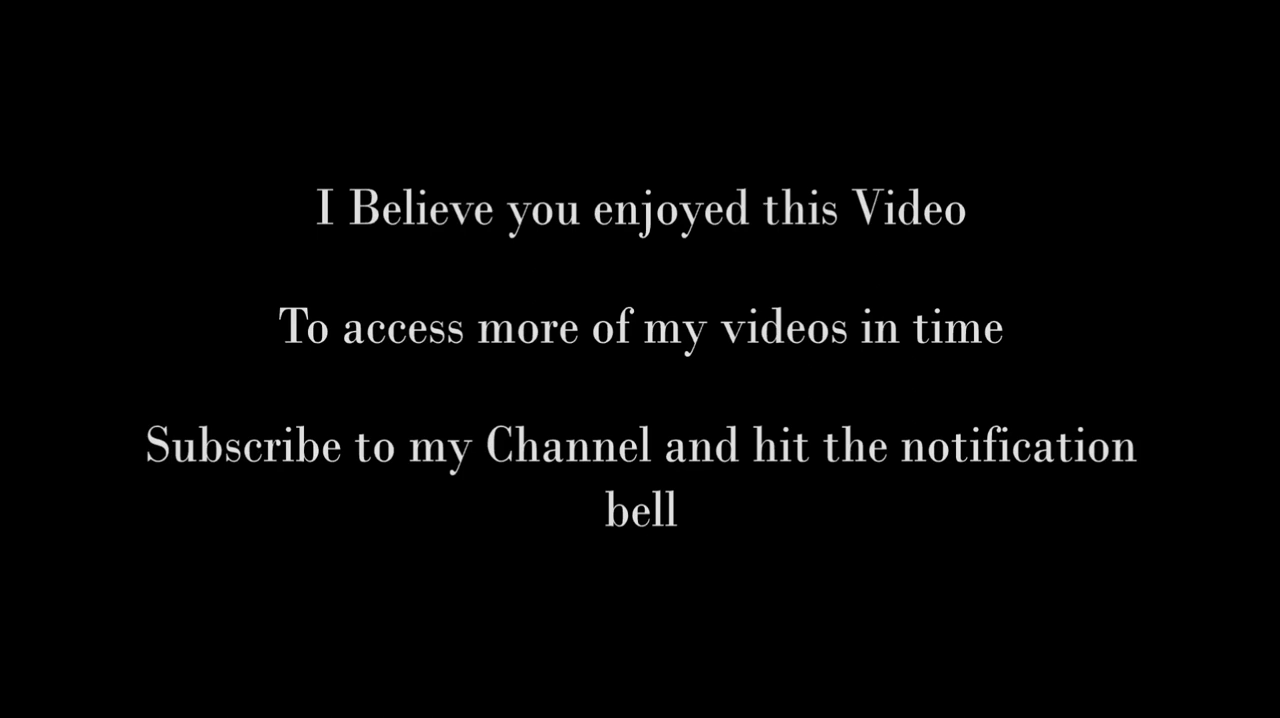 I Believe you enjoyed this Video
To access more of my videos in time
Subscribe to my Channel and hit the notification
bell